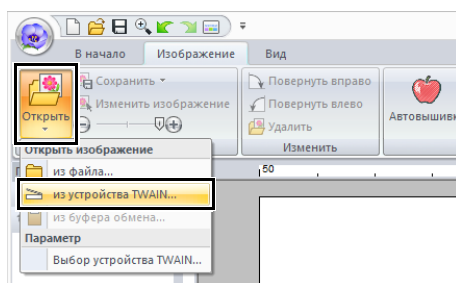 В начало Изображение Вид
Открыть
Сохранить
Изменить изображение
Повернуть вправо
Повернуть влево
Удалить
Изменить
Автовышивк
Открыть изображение
из файла...
из устройства TWAIN...
из буфера обмена...
Параметр
Выбор устройства TWAIN...
50